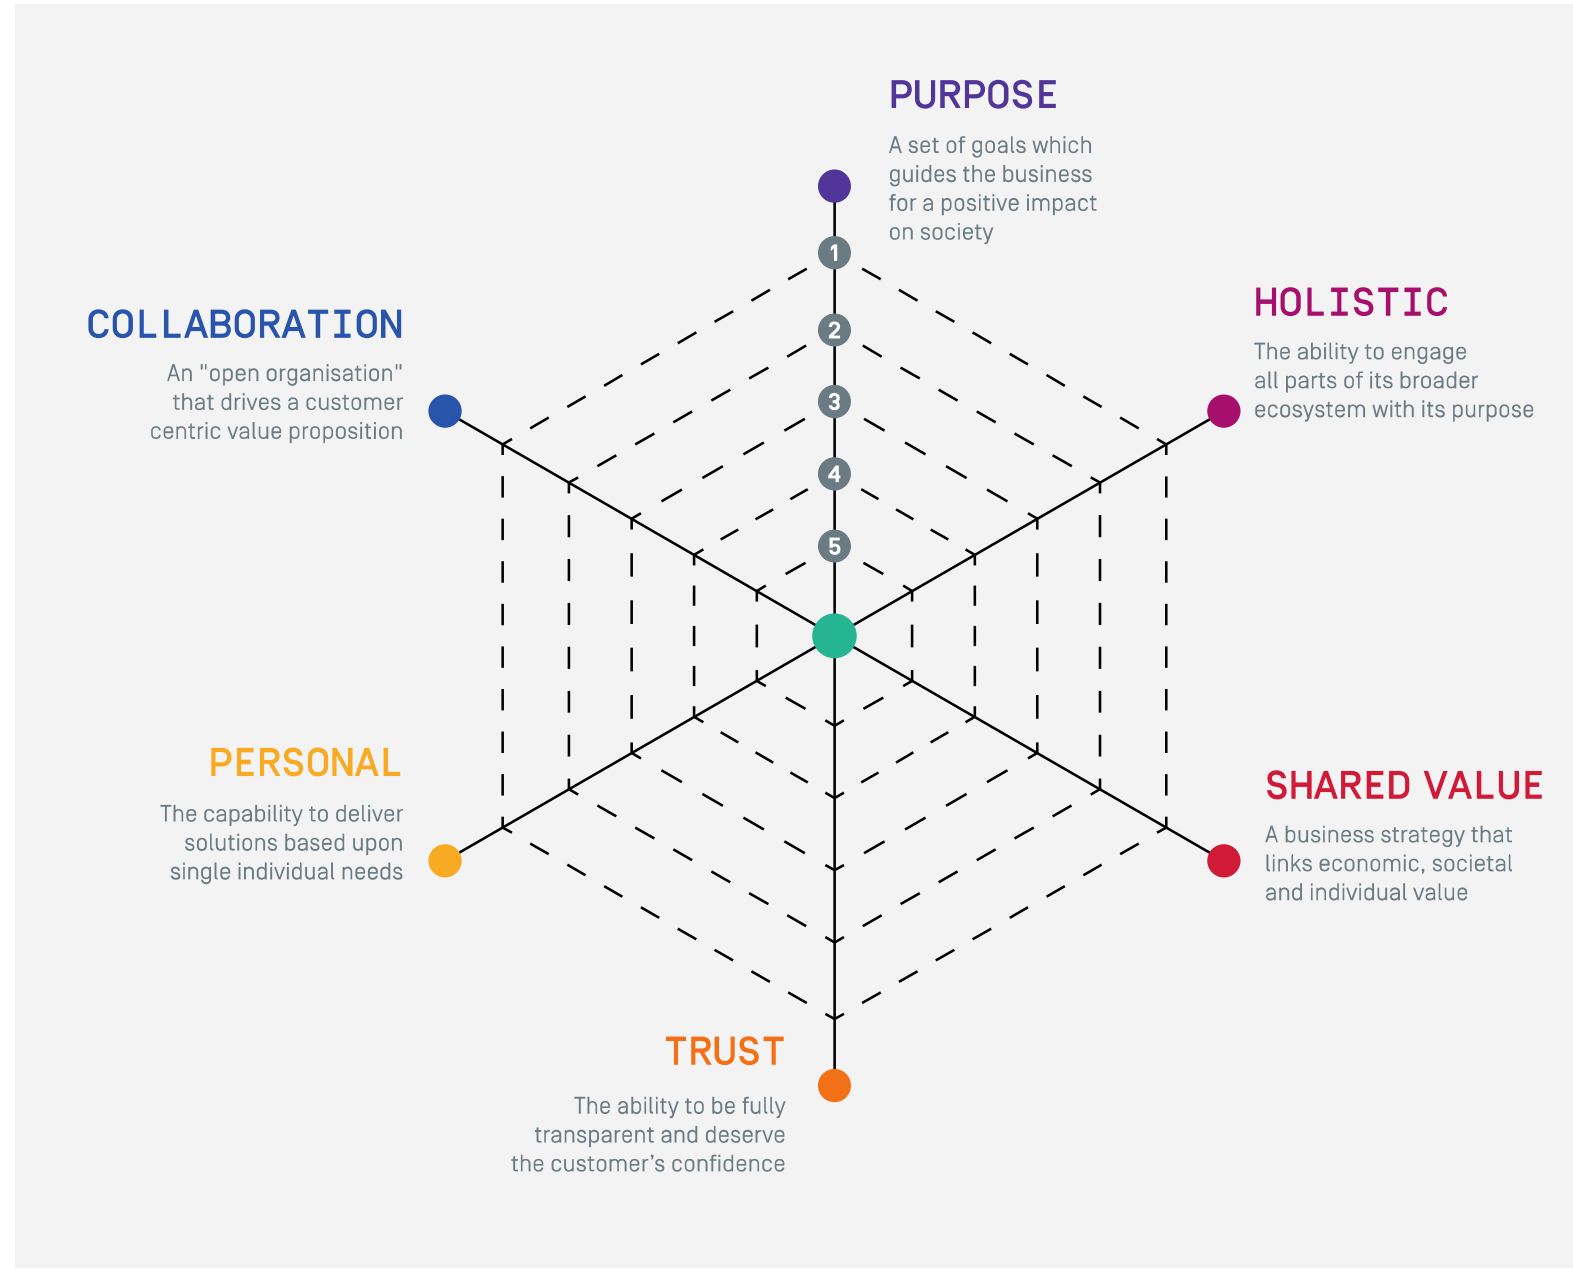 PURPOSE
A set of goals which
guides the business
for a positive impact
on society
HOLISTIC
The ability to engage
all parts of its broader
ecosystem with its purpose
COLLABORATION
An "open organisation"
that drives a customer
centric value proposition
1
2
3
4
5
PERSONAL
The capability to deliver
solutions based upon
single individual needs
SHARED VALUE
A business strategy that
links economic, societal
and individual value
TRUST
The ability to be fully
transparent and deserve
the customer’s confidence